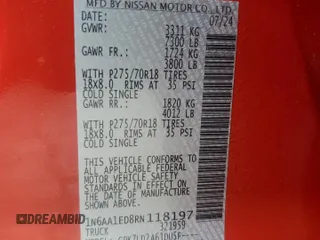 MFD BY NISSAN MOTOR CO., LTD
DATE: 07/24
GVWR: 3311 KG
7300 LB
GAWR FR.: 1724 KG
3800 LB
WITH P275/70R18 TIRES
18x8.0 RIMS AT 35 PSI
COLD SINGLE
GAWR RR.: 1820 KG
4012 LB
WITH P275/70R18 TIRES
18x8.0 RIMS AT 35 PSI
COLD SINGLE
THIS VEHICLE CONFORMS TO
ALL APPLICABLE FEDERAL
MOTOR VEHICLE SAFETY
STANDARDS IN EFFECT ON
THE DATE OF MANUFACTURE
SHOWN ABOVE.
1N6AA1ED8RN118197
TRUCK 321959
DREAMBID